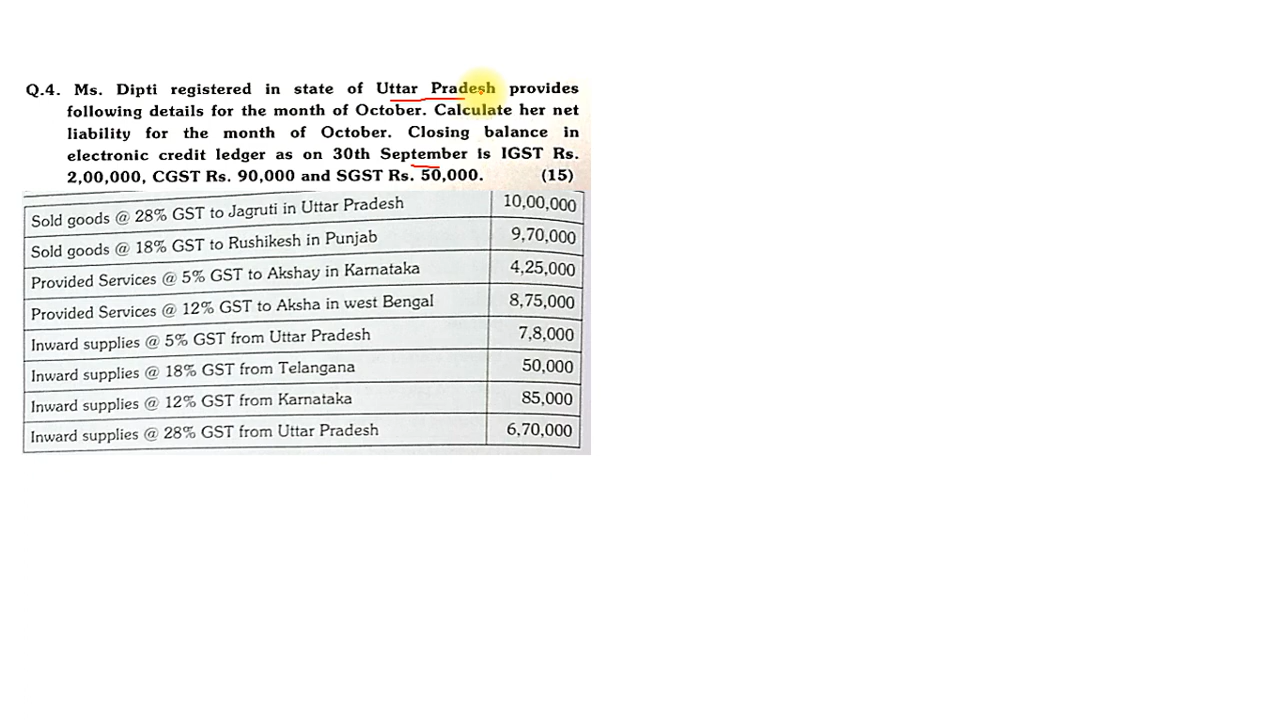 Q.4. Ms. Dipti registered in state of Uttar Pradesh provides
following details for the month of October. Calculate her net
liability for the month of October. Closing balance in
electronic credit ledger as on 30th September is IGST Rs.
2,00,000, CGST Rs. 90,000 and SGST Rs. 50,000. (15)
Sold goods @ 28% GST to Jagruti in Uttar Pradesh 10,00,000
Sold goods @ 18% GST to Rushikesh in Punjab 9,70,000
Provided Services @ 5% GST to Akshay in Karnataka 4,25,000
Provided Services @ 12% GST to Aksha in west Bengal 8,75,000
Inward supplies @ 5% GST from Uttar Pradesh 7,8,000
Inward supplies @ 18% GST from Telangana 50,000
Inward supplies @ 12% GST from Karnataka 85,000
Inward supplies @ 28% GST from Uttar Pradesh 6,70,000